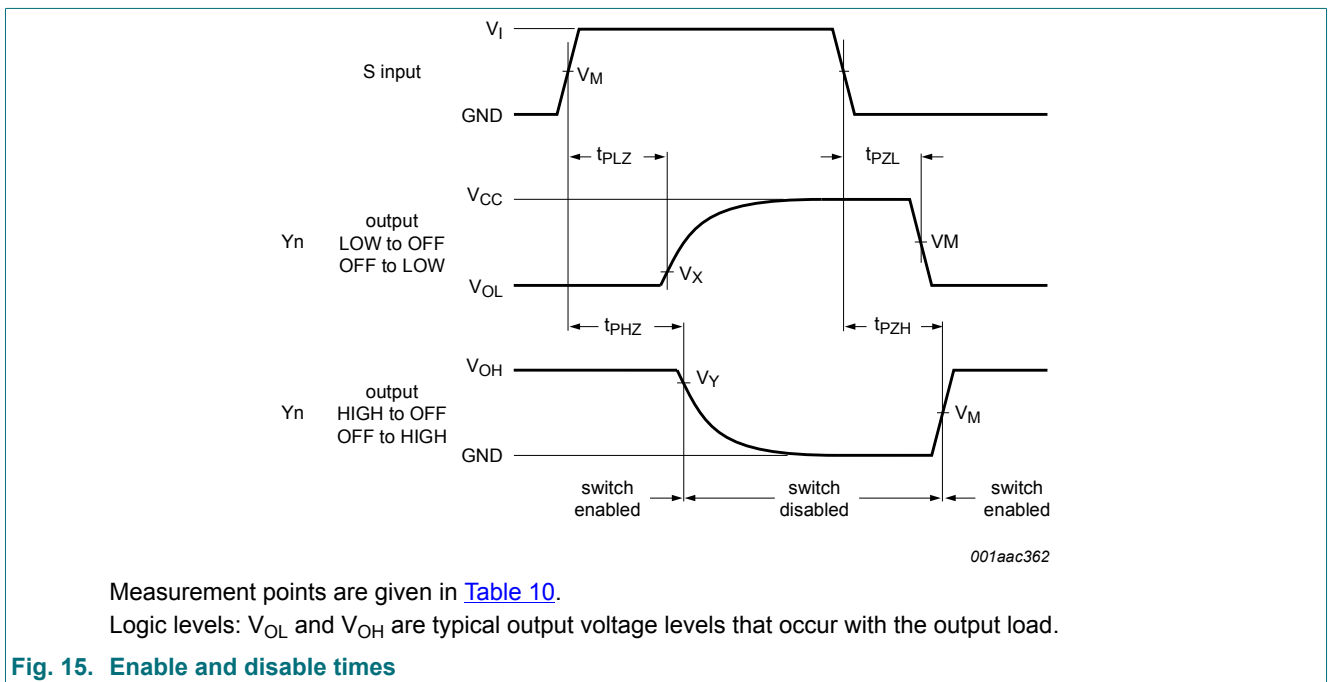 VI
S input
VM
GND
tPLZ
tPZL
VCC
Yn
output
LOW to OFF
OFF to LOW
VM
VX
VOL
tPHZ
tPZH
VOH
Yn
output
HIGH to OFF
OFF to HIGH
VY
VM
GND
switch
enabled
switch
disabled
switch
enabled
001aac362
Measurement points are given in Table 10.
Logic levels: VOL and VOH are typical output voltage levels that occur with the output load.
Fig. 15. Enable and disable times